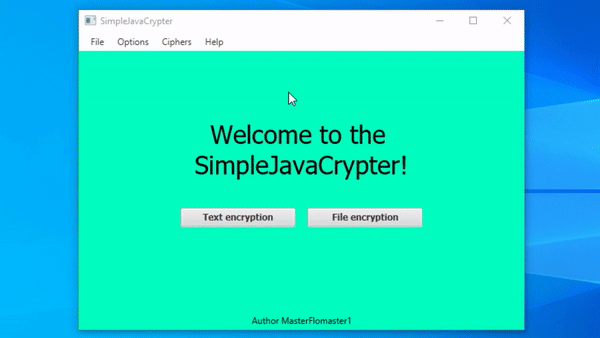 SimpleJavaCrypter
File Options Ciphers Help
Welcome to the
SimpleJavaCrypter!
Text encryption File encryption
Author MasterFlomaster1